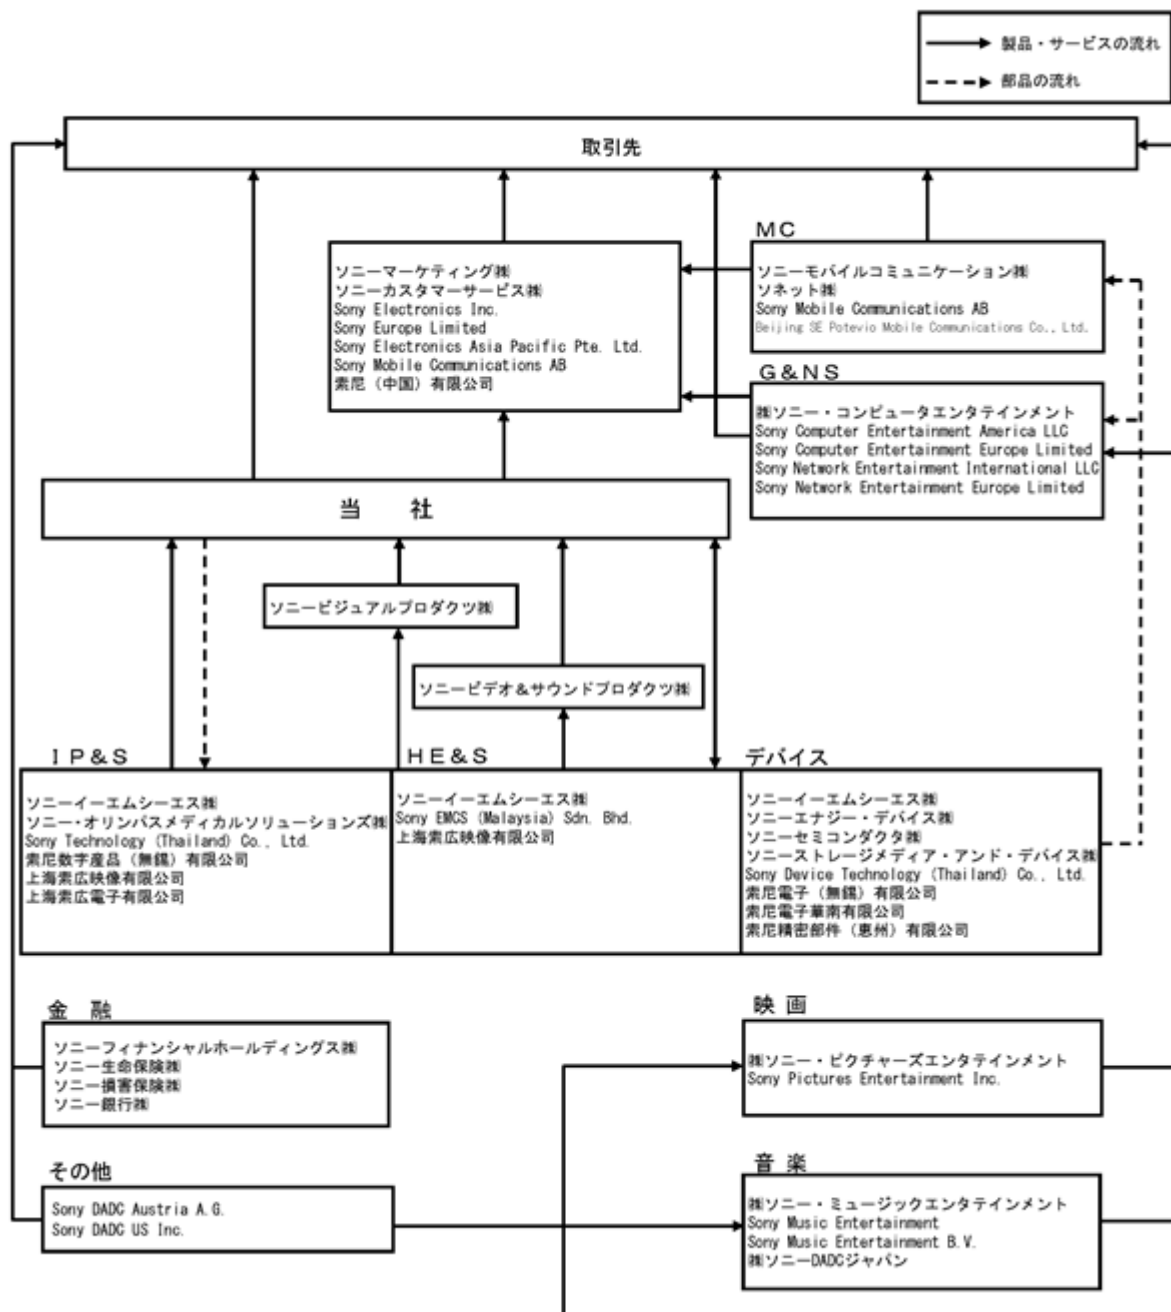 製品・サービスの流れ
部品の流れ
取引先
MC
ソニーマーケティング㈱
ソニーカスタマーサービス㈱
Sony Electronics Inc.
Sony Europe Limited
Sony Electronics Asia Pacific Pte. Ltd.
Sony Mobile Communications AB
索尼（中国）有限公司
ソニーモバイルコミュニケーション㈱
ソネット㈱
Sony Mobile Communications AB
Beijing SE Potevio Mobile Communications Co., Ltd.
G&NS
㈱ソニー・コンピュータエンタテインメント
Sony Computer Entertainment America LLC
Sony Computer Entertainment Europe Limited
Sony Network Entertainment International LLC
Sony Network Entertainment Europe Limited
当　社
ソニービジュアルプロダクツ㈱
ソニービデオ＆サウンドプロダクツ㈱
IP&S
ソニーイーエムシーエス㈱
ソニー・オリンパスメディカルソリューションズ㈱
Sony Technology (Thailand) Co., Ltd.
索尼数字産品（無錫）有限公司
上海索広映像有限公司
上海索広電子有限公司
HE&S
ソニーイーエムシーエス㈱
Sony EMCS (Malaysia) Sdn. Bhd.
上海索広映像有限公司
デバイス
ソニーイーエムシーエス㈱
ソニーエナジー・デバイス㈱
ソニーセミコンダクタ㈱
ソニーストレージメディア・アンド・デバイス㈱
Sony Device Technology (Thailand) Co., Ltd.
索尼電子（無錫）有限公司
索尼電子華南有限公司
索尼精密部件（恵州）有限公司
金　融
ソニーフィナンシャルホールディングス㈱
ソニー生命保険㈱
ソニー損害保険㈱
ソニー銀行㈱
映 画
㈱ソニー・ピクチャーズエンタテインメント
Sony Pictures Entertainment Inc.
その他
Sony DADC Austria A.G.
Sony DADC US Inc.
音 楽
㈱ソニー・ミュージックエンタテインメント
Sony Music Entertainment
Sony Music Entertainment B.V.
㈱ソニーDADCジャパン